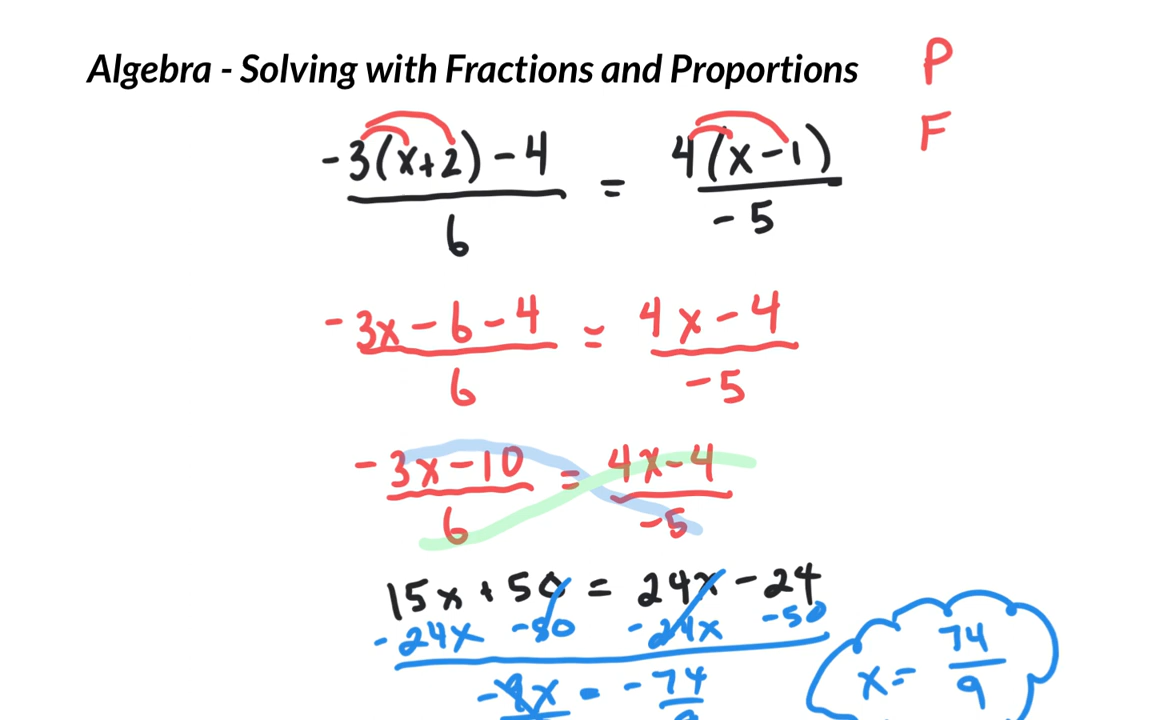 Algebra - Solving with Fractions and Proportions
P
F
-3(x+2)-4 = 4(x-1)
6 -5
-3x-6-4 = 4x-4
6 -5
-3x-10 = 4x-4
6 -5
15x+50 = 24x-24
-24x -50 -24x -50
-9x = -74
x = 74
9